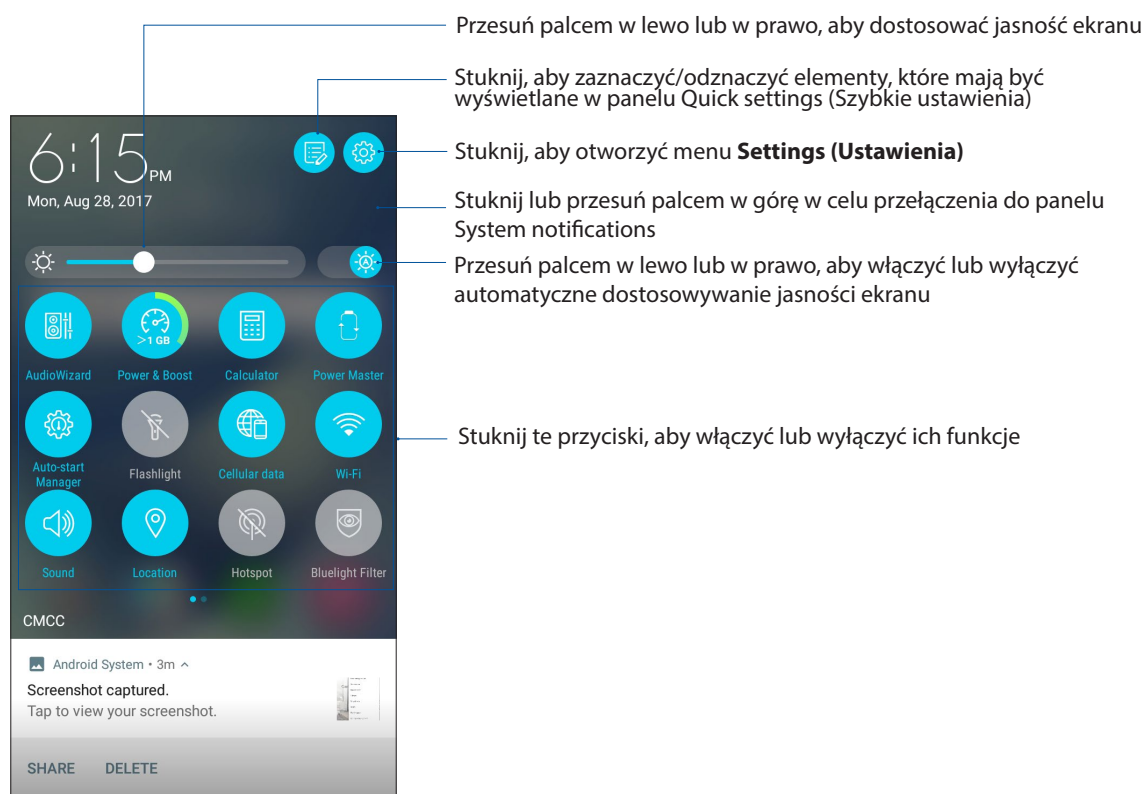 Przesuń palcem w lewo lub w prawo, aby dostosować jasność ekranu
Stuknij, aby zaznaczyć/odznaczyć elementy, które mają być
wyświetlane w panelu Quick settings (Szybkie ustawienia)
Stuknij, aby otworzyć menu Settings (Ustawienia)
Stuknij lub przesuń palcem w górę w celu przełączenia do panelu
System notifications
Przesuń palcem w lewo lub w prawo, aby włączyć lub wyłączyć
automatyczne dostosowywanie jasności ekranu
Stuknij te przyciski, aby włączyć lub wyłączyć ich funkcje
6:15 PM
Mon, Aug 28, 2017
A
>1 GB
AudioWizard Power & Boost Calculator Power Master
Auto-start
Manager Flashlight Cellular data Wi-Fi
Sound Location Hotspot Bluelight Filter
CMCC
Android System • 3m
Screenshot captured.
Tap to view your screenshot.
SHARE DELETE